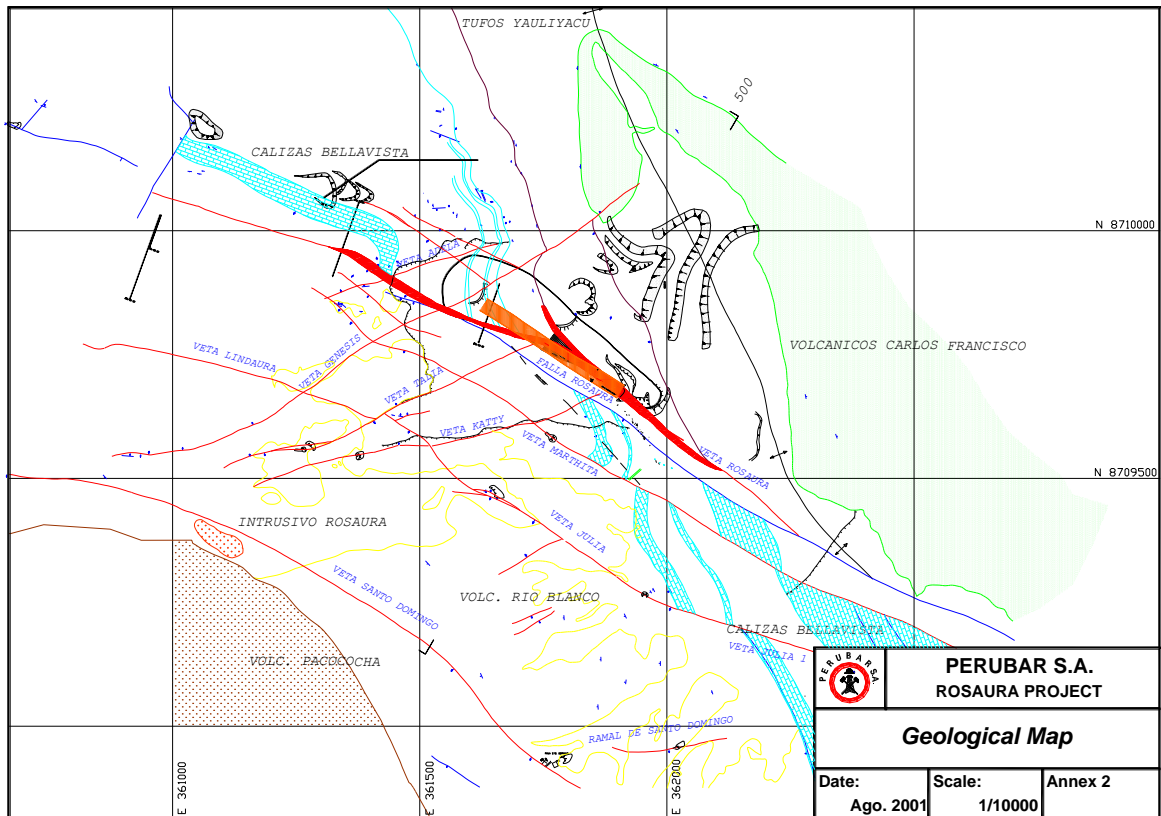 TUFOS YAULIYACU
500
CALIZAS BELLAVISTA
N 8710000
VETA ADELA
VOLCANICOS CARLOS FRANCISCO
VETA LINDAURA
VETA GENESIS
FALLA ROSAURA
VETA TALIA
VETA KATTY
VETA MARTHITA
VETA ROSAURA
N 8709500
INTRUSIVO ROSAURA
VETA JULIA
VETA SANTO DOMINGO
VOLC. RIO BLANCO
CALIZAS BELLAVISTA
VETA JULIA 1
VOLC. PACOCOCHA
RAMAL DE SANTO DOMINGO
E 361000
E 361500
E 362000
PERUBAR S.A.
PERUBAR S.A.
ROSAURA PROJECT
Geological Map
Date:
Ago. 2001
Scale:
1/10000
Annex 2